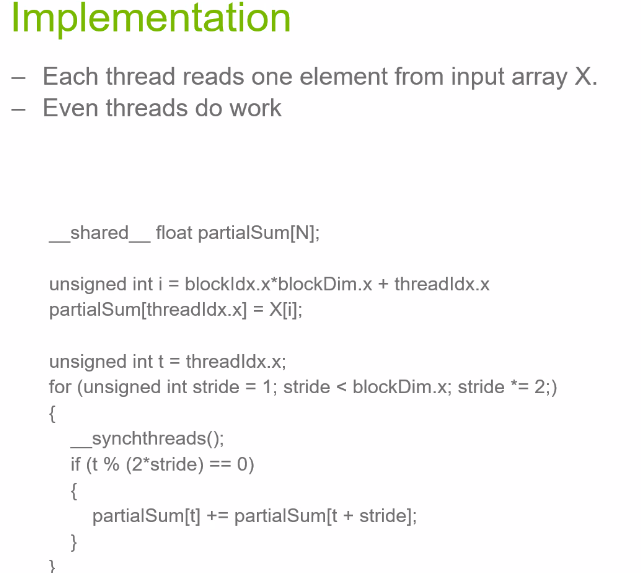 Implementation
– Each thread reads one element from input array X.
– Even threads do work
__shared__ float partialSum[N];
unsigned int i = blockIdx.x*blockDim.x + threadIdx.x
partialSum[threadIdx.x] = X[i];
unsigned int t = threadIdx.x;
for (unsigned int stride = 1; stride < blockDim.x; stride *= 2;)
{
__synchthreads();
if (t % (2*stride) == 0)
{
partialSum[t] += partialSum[t + stride];
}
}